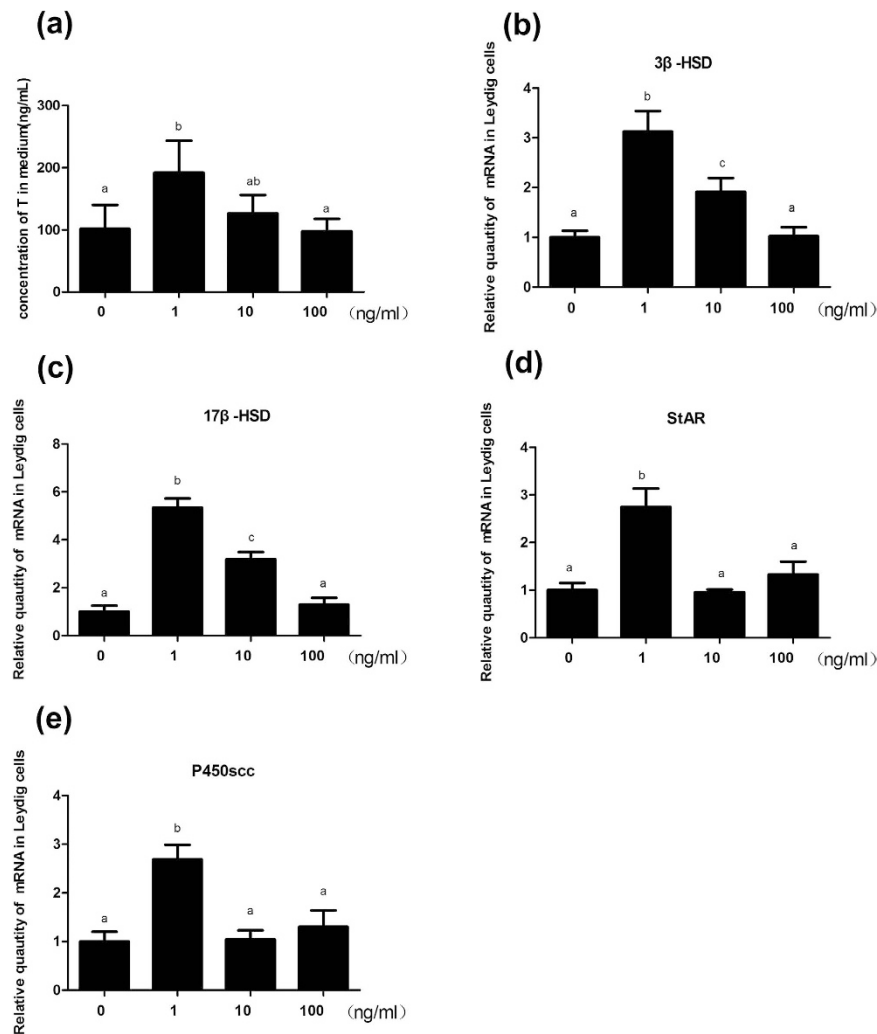 (a)
concentration of T in medium(ng/mL)
300
200
100
0
a
b
ab
a
0 1 10 100 (ng/ml)
(b)
3β -HSD
Relative quautity of mRNA in Leydig cells
4
3
2
1
0
a
b
c
a
0 1 10 100 (ng/ml)
(c)
17β -HSD
Relative quautity of mRNA in Leydig cells
8
6
4
2
0
a
b
c
a
0 1 10 100 (ng/ml)
(d)
StAR
Relative quautity of mRNA in Leydig cells
4
3
2
1
0
a
b
a
a
0 1 10 100 (ng/ml)
(e)
P450scc
Relative quautity of mRNA in Leydig cells
4
3
2
1
0
a
b
a
a
0 1 10 100 (ng/ml)